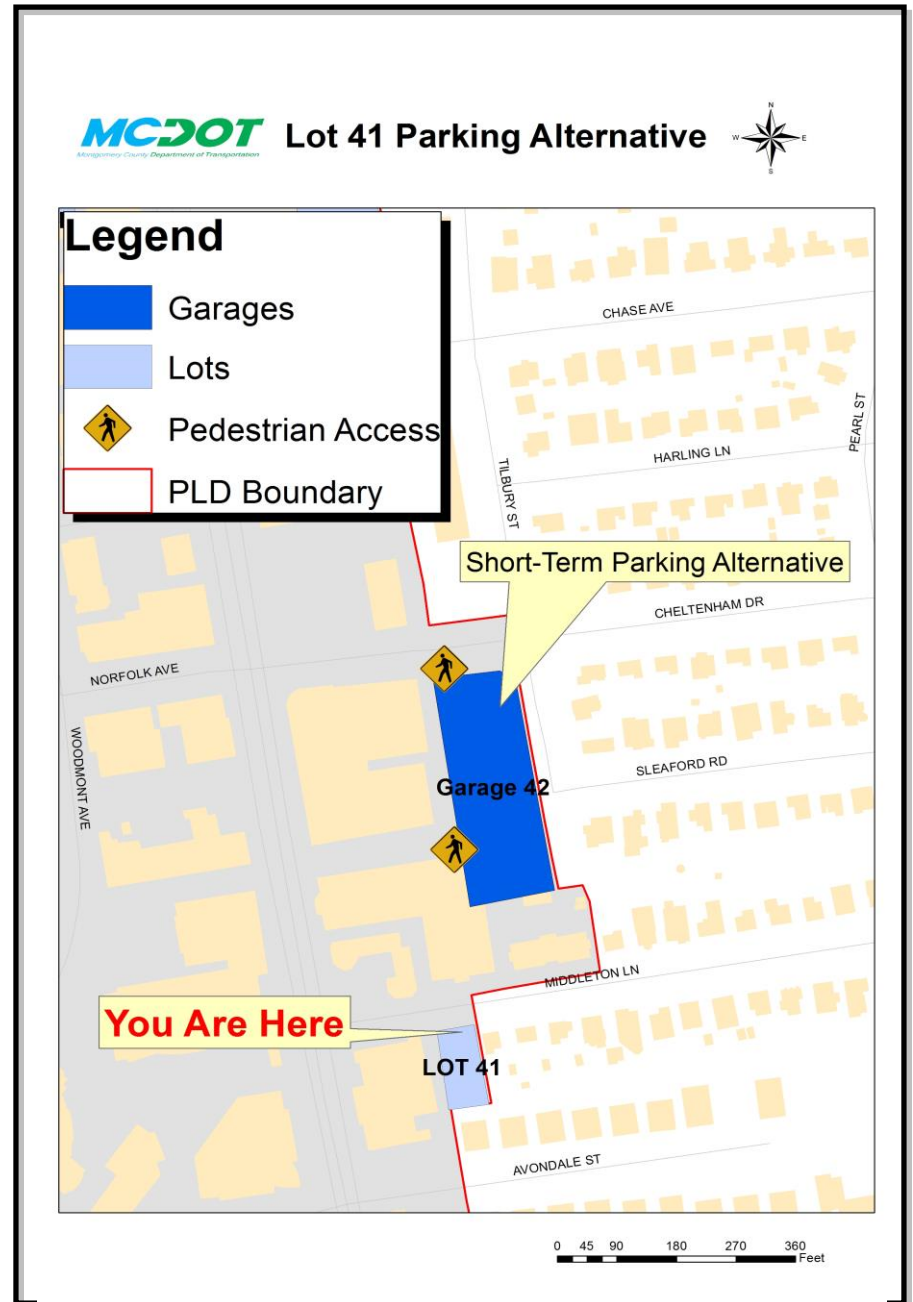 MCDOT
Montgomery County Department of Transportation
Lot 41 Parking Alternative
N
W E
S
Legend
Garages
Lots
Pedestrian Access
PLD Boundary
CHASE AVE
PEARL ST
HARLING LN
TILBURY ST
Short-Term Parking Alternative
CHELTENHAM DR
NORFOLK AVE
WOODMONT AVE
SLEAFORD RD
Garage 42
MIDDLETON LN
You Are Here
LOT 41
AVONDALE ST
0 45 90 180 270 360
Feet